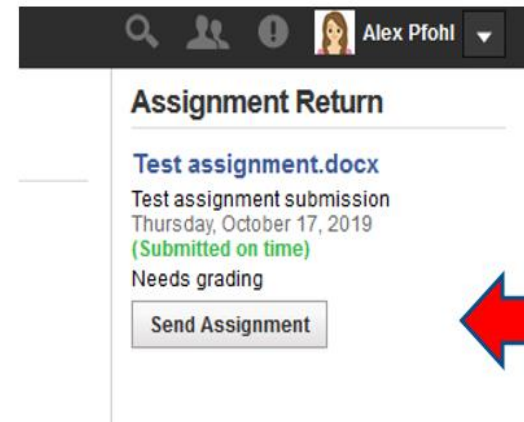 Alex Pfohl
Assignment Return
Test assignment.docx
Test assignment submission
Thursday, October 17, 2019
(Submitted on time)
Needs grading
Send Assignment